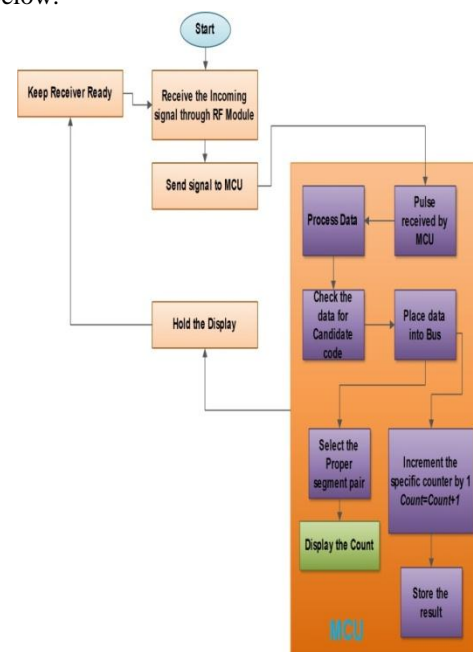 below.
Start
Keep Receiver Ready
Receive the Incoming
signal through RF Module
Send signal to MCU
Pulse
received by
MCU
Process Data
Check the
data for
Candidate
code
Place data
into Bus
Hold the Display
Select the
Proper
segment pair
Increment the
specific counter by 1
Count=Count+1
Display the Count
Store the
result
MCU